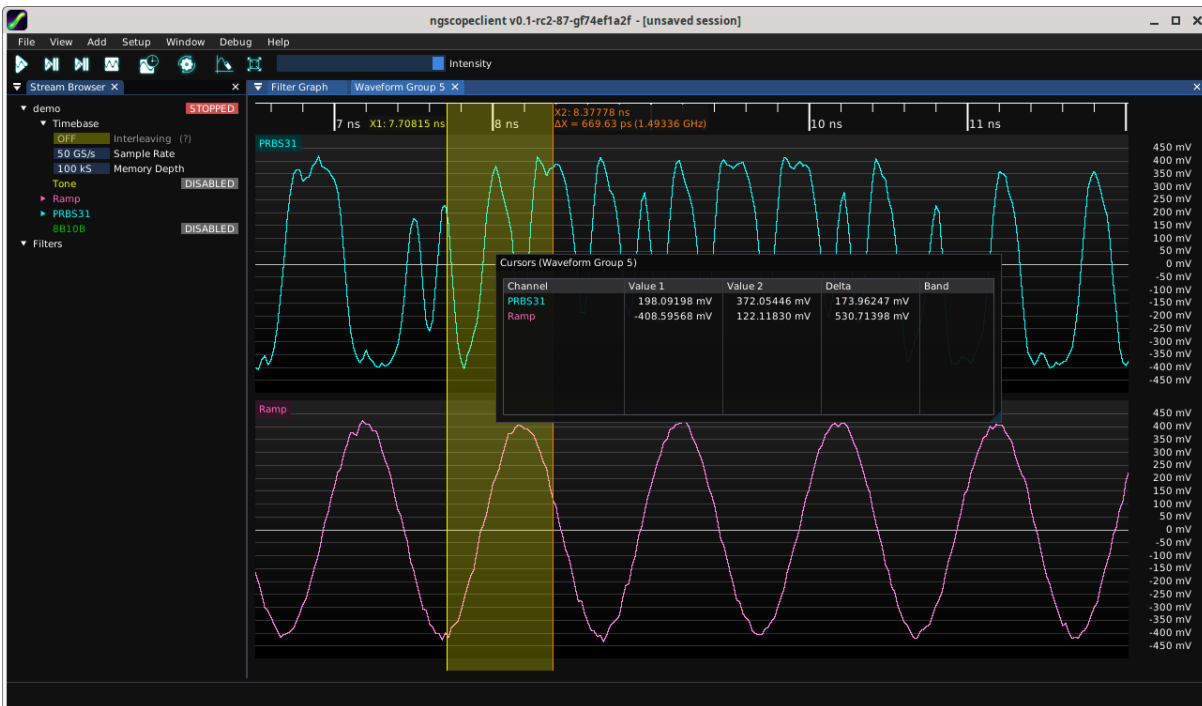 ngscopeclient v0.1-rc2-87-gf74ef1a2f - [unsaved session]
File View Add Setup Window Debug Help
Intensity
Stream Browser
Filter Graph
Waveform Group 5
demo
STOPPED
Timebase
OFF Interleaving (?)
50 GS/s Sample Rate
100 kS Memory Depth
Tone DISABLED
Ramp
PRBS31
8B10B DISABLED
Filters
X2: 8.37778 ns
7 ns X1: 7.70815 ns 8 ns ΔX = 669.63 ps (1.49336 GHz) 10 ns 11 ns
PRBS31
450 mV
400 mV
350 mV
300 mV
250 mV
200 mV
150 mV
100 mV
50 mV
0 mV
-50 mV
-100 mV
-150 mV
-200 mV
-250 mV
-300 mV
-350 mV
-400 mV
-450 mV
Cursors (Waveform Group 5)
Channel Value 1 Value 2 Delta Band
PRBS31 198.09198 mV 372.05446 mV 173.96247 mV
Ramp -408.59568 mV 122.11830 mV 530.71398 mV
Ramp
450 mV
400 mV
350 mV
300 mV
250 mV
200 mV
150 mV
100 mV
50 mV
0 mV
-50 mV
-100 mV
-150 mV
-200 mV
-250 mV
-300 mV
-350 mV
-400 mV
-450 mV